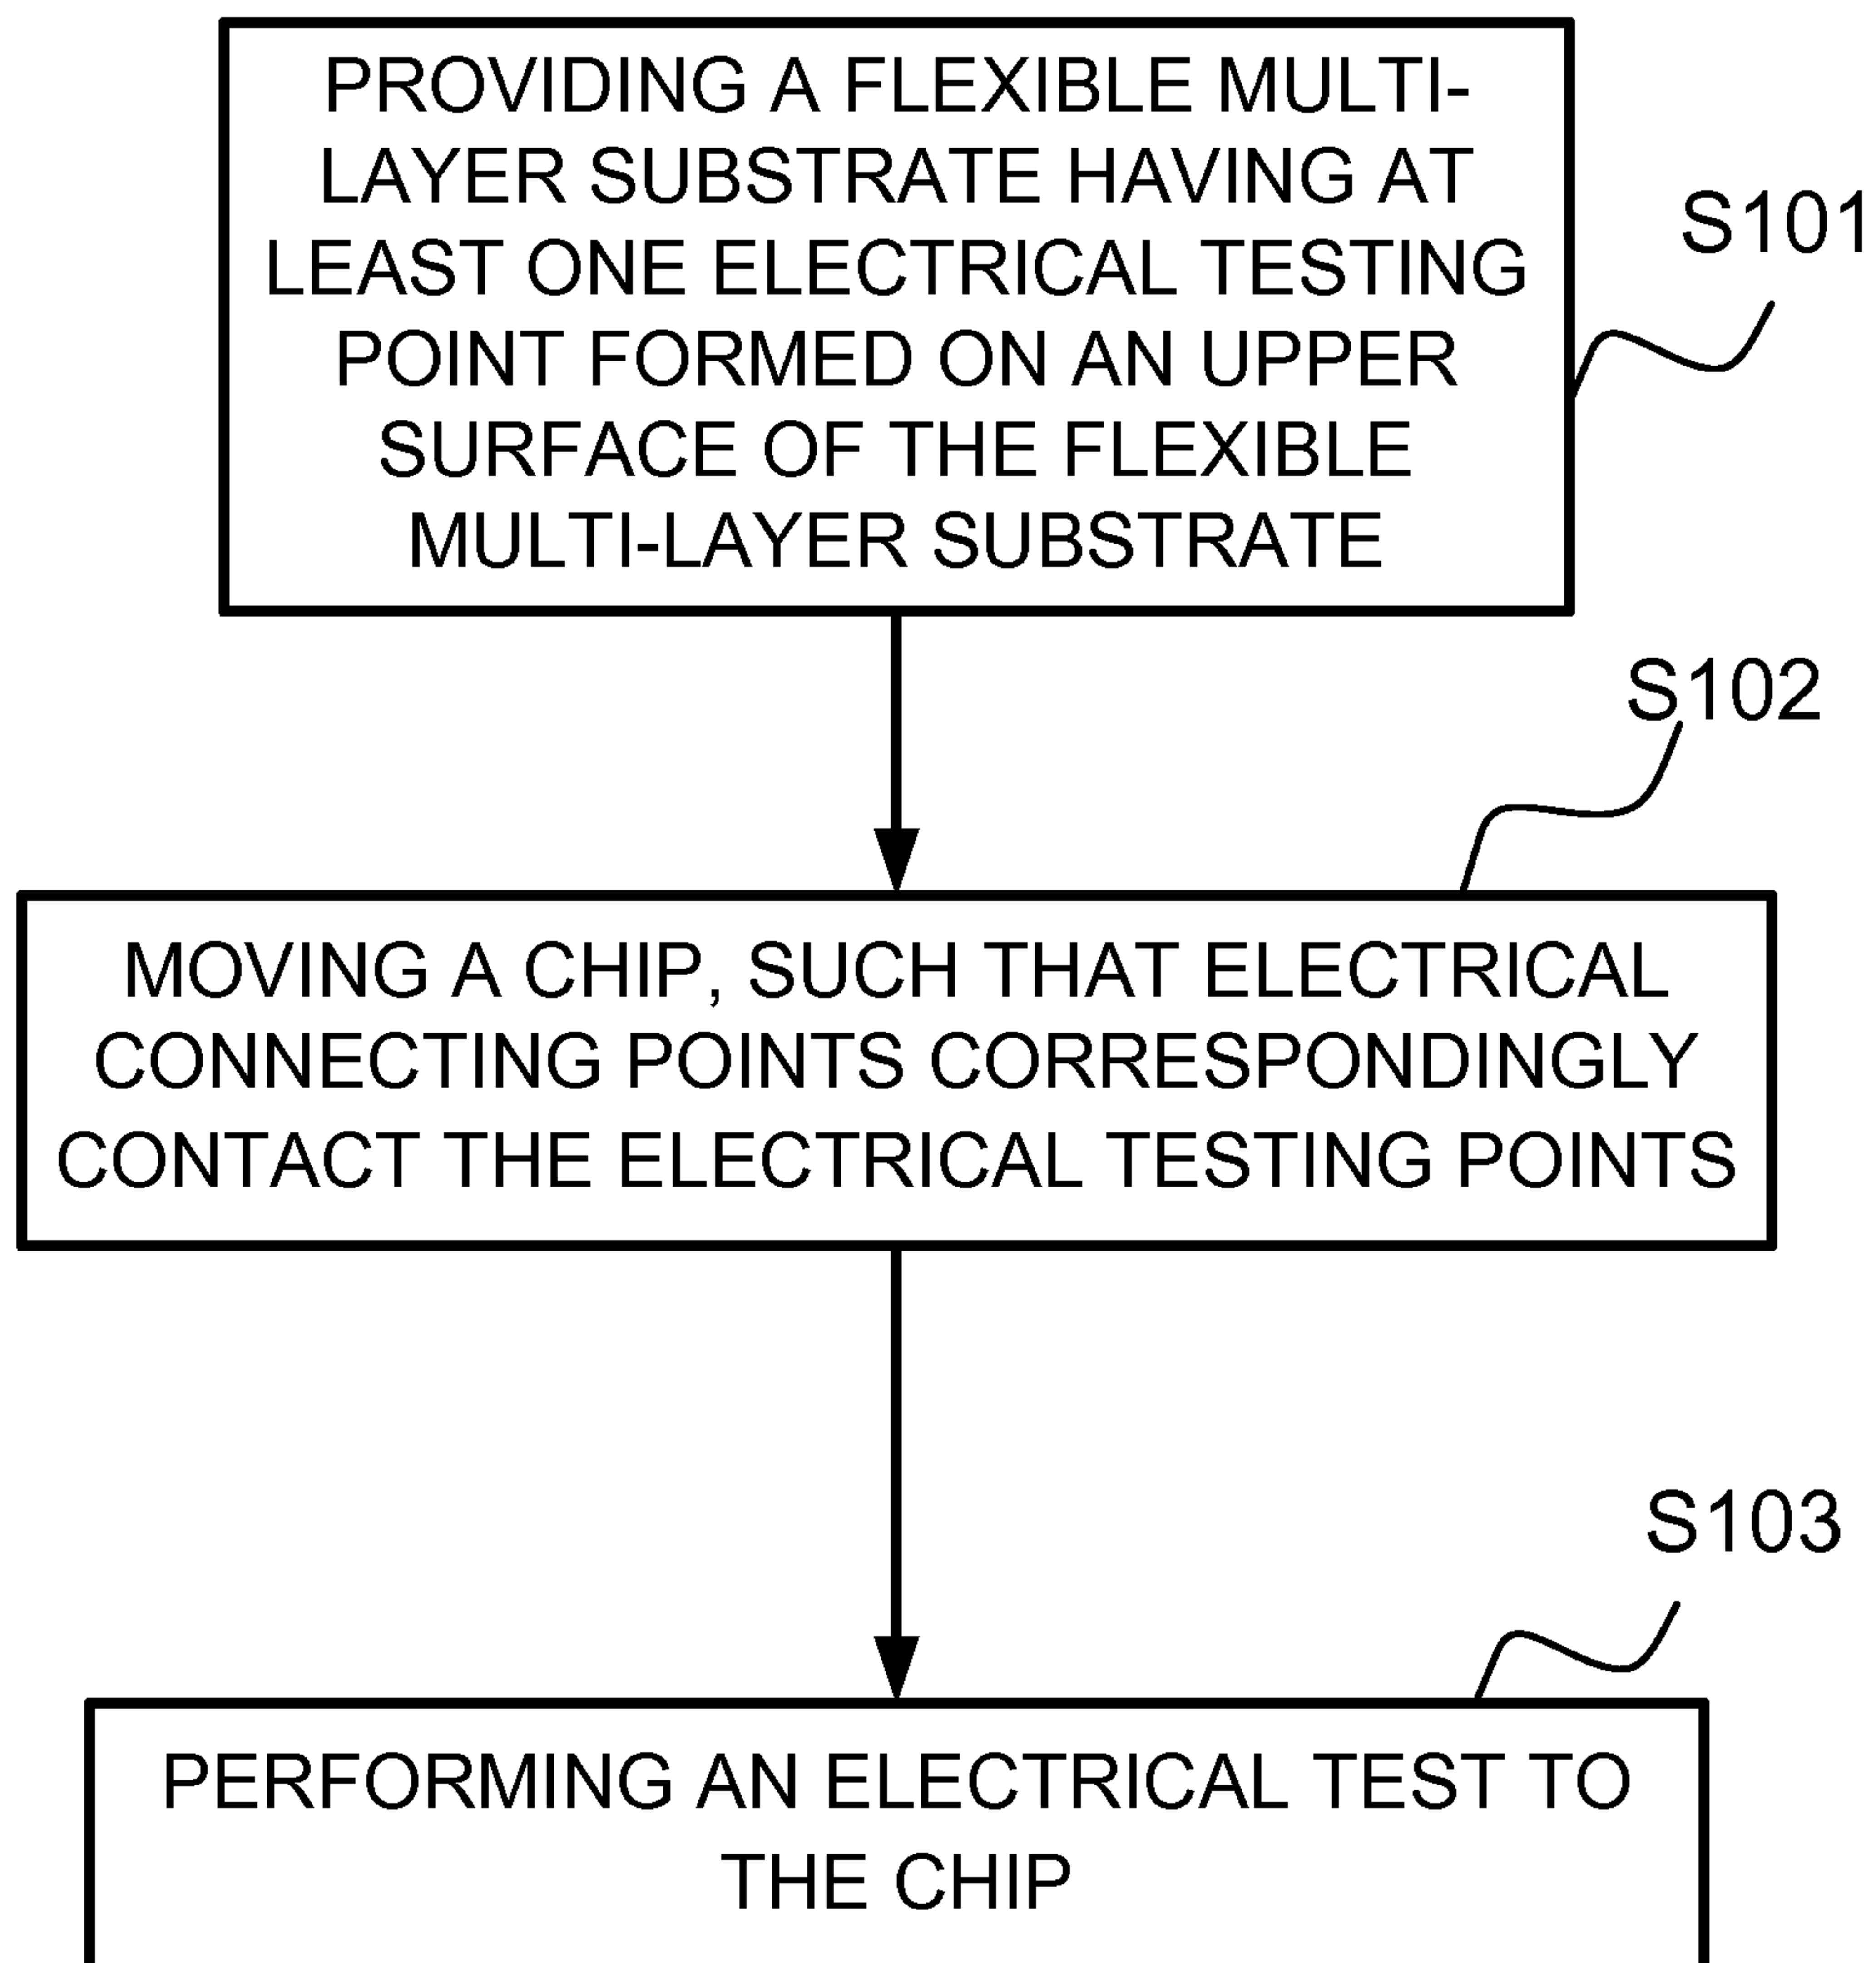 PROVIDING A FLEXIBLE MULTI-
LAYER SUBSTRATE HAVING AT
LEAST ONE ELECTRICAL TESTING
POINT FORMED ON AN UPPER
SURFACE OF THE FLEXIBLE
MULTI-LAYER SUBSTRATE
S101
S102
MOVING A CHIP, SUCH THAT ELECTRICAL
CONNECTING POINTS CORRESPONDINGLY
CONTACT THE ELECTRICAL TESTING POINTS
S103
PERFORMING AN ELECTRICAL TEST TO
THE CHIP